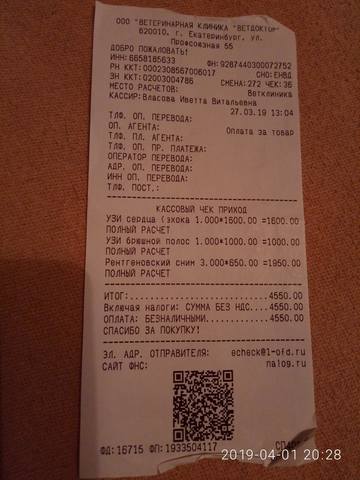 ООО "ВЕТЕРИНАРНАЯ КЛИНИКА "ВЕТДОКТОР"
620010, г. Екатеринбург, ул.
Профсоюзная 55
ДОБРО ПОЖАЛОВАТЬ!
ИНН:6658185633 ФН:9287440300072752
РН ККТ:0002308567006017 СНО:ЕНВД
ЗН ККТ:02003004786 СМЕНА:272 ЧЕК:36
МЕСТО РАСЧЕТОВ: Ветклиника
КАССИР:Власова Иветта Витальевна
27.03.19 13:04
ТЛФ. ОП. ПЕРЕВОДА:
ОП. АГЕНТА: Оплата за товар
ТЛФ. ПЛ. АГЕНТА:
ТЛФ. ОП. ПР. ПЛАТЕЖА:
ОПЕРАТОР ПЕРЕВОДА:
АДР. ОП. ПЕРЕВОДА:
ИНН ОП. ПЕРЕВОДА:
ТЛФ. ПОСТ.:
КАССОВЫЙ ЧЕК ПРИХОД
УЗИ сердца (эхока 1.000*1600.00 =1600.00
ПОЛНЫЙ РАСЧЕТ
УЗИ брюшной полос 1.000*1000.00 =1000.00
ПОЛНЫЙ РАСЧЕТ
Рентгеновский сним 3.000*650.00 =1950.00
ПОЛНЫЙ РАСЧЕТ
ИТОГ:....................4550.00
Включая налоги: СУММА БЕЗ НДС....4550.00
ОПЛАТА: БЕЗНАЛИЧНЫМИ.............4550.00
СПАСИБО ЗА ПОКУПКУ!
ЭЛ. АДР. ОТПРАВИТЕЛЯ: echeck@1-ofd.ru
САЙТ ФНС: nalog.ru
ФД: 16715 ФП:1933504117
2019-04-01 20:28